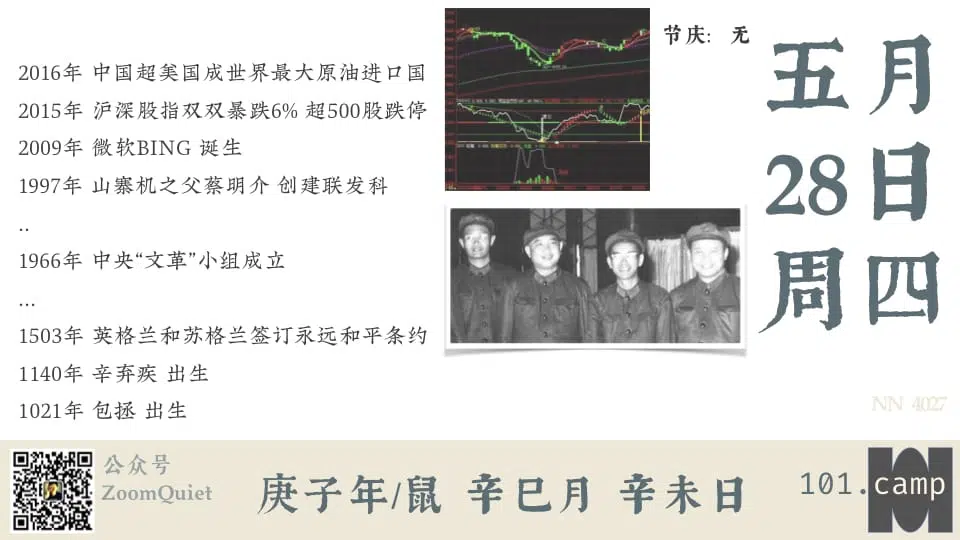 节庆: 无
五月
28日
周四
2016年 中国超美国成世界最大原油进口国
2015年 沪深股指双双暴跌6% 超500股跌停
2009年 微软BING 诞生
1997年 山寨机之父蔡明介 创建联发科
..
1966年 中央“文革”小组成立
...
1503年 英格兰和苏格兰签订永远和平条约
1140年 辛弃疾 出生
1021年 包拯 出生
NN 4027
公众号
ZoomQuiet
庚子年/鼠 辛巳月 辛未日
101.camp